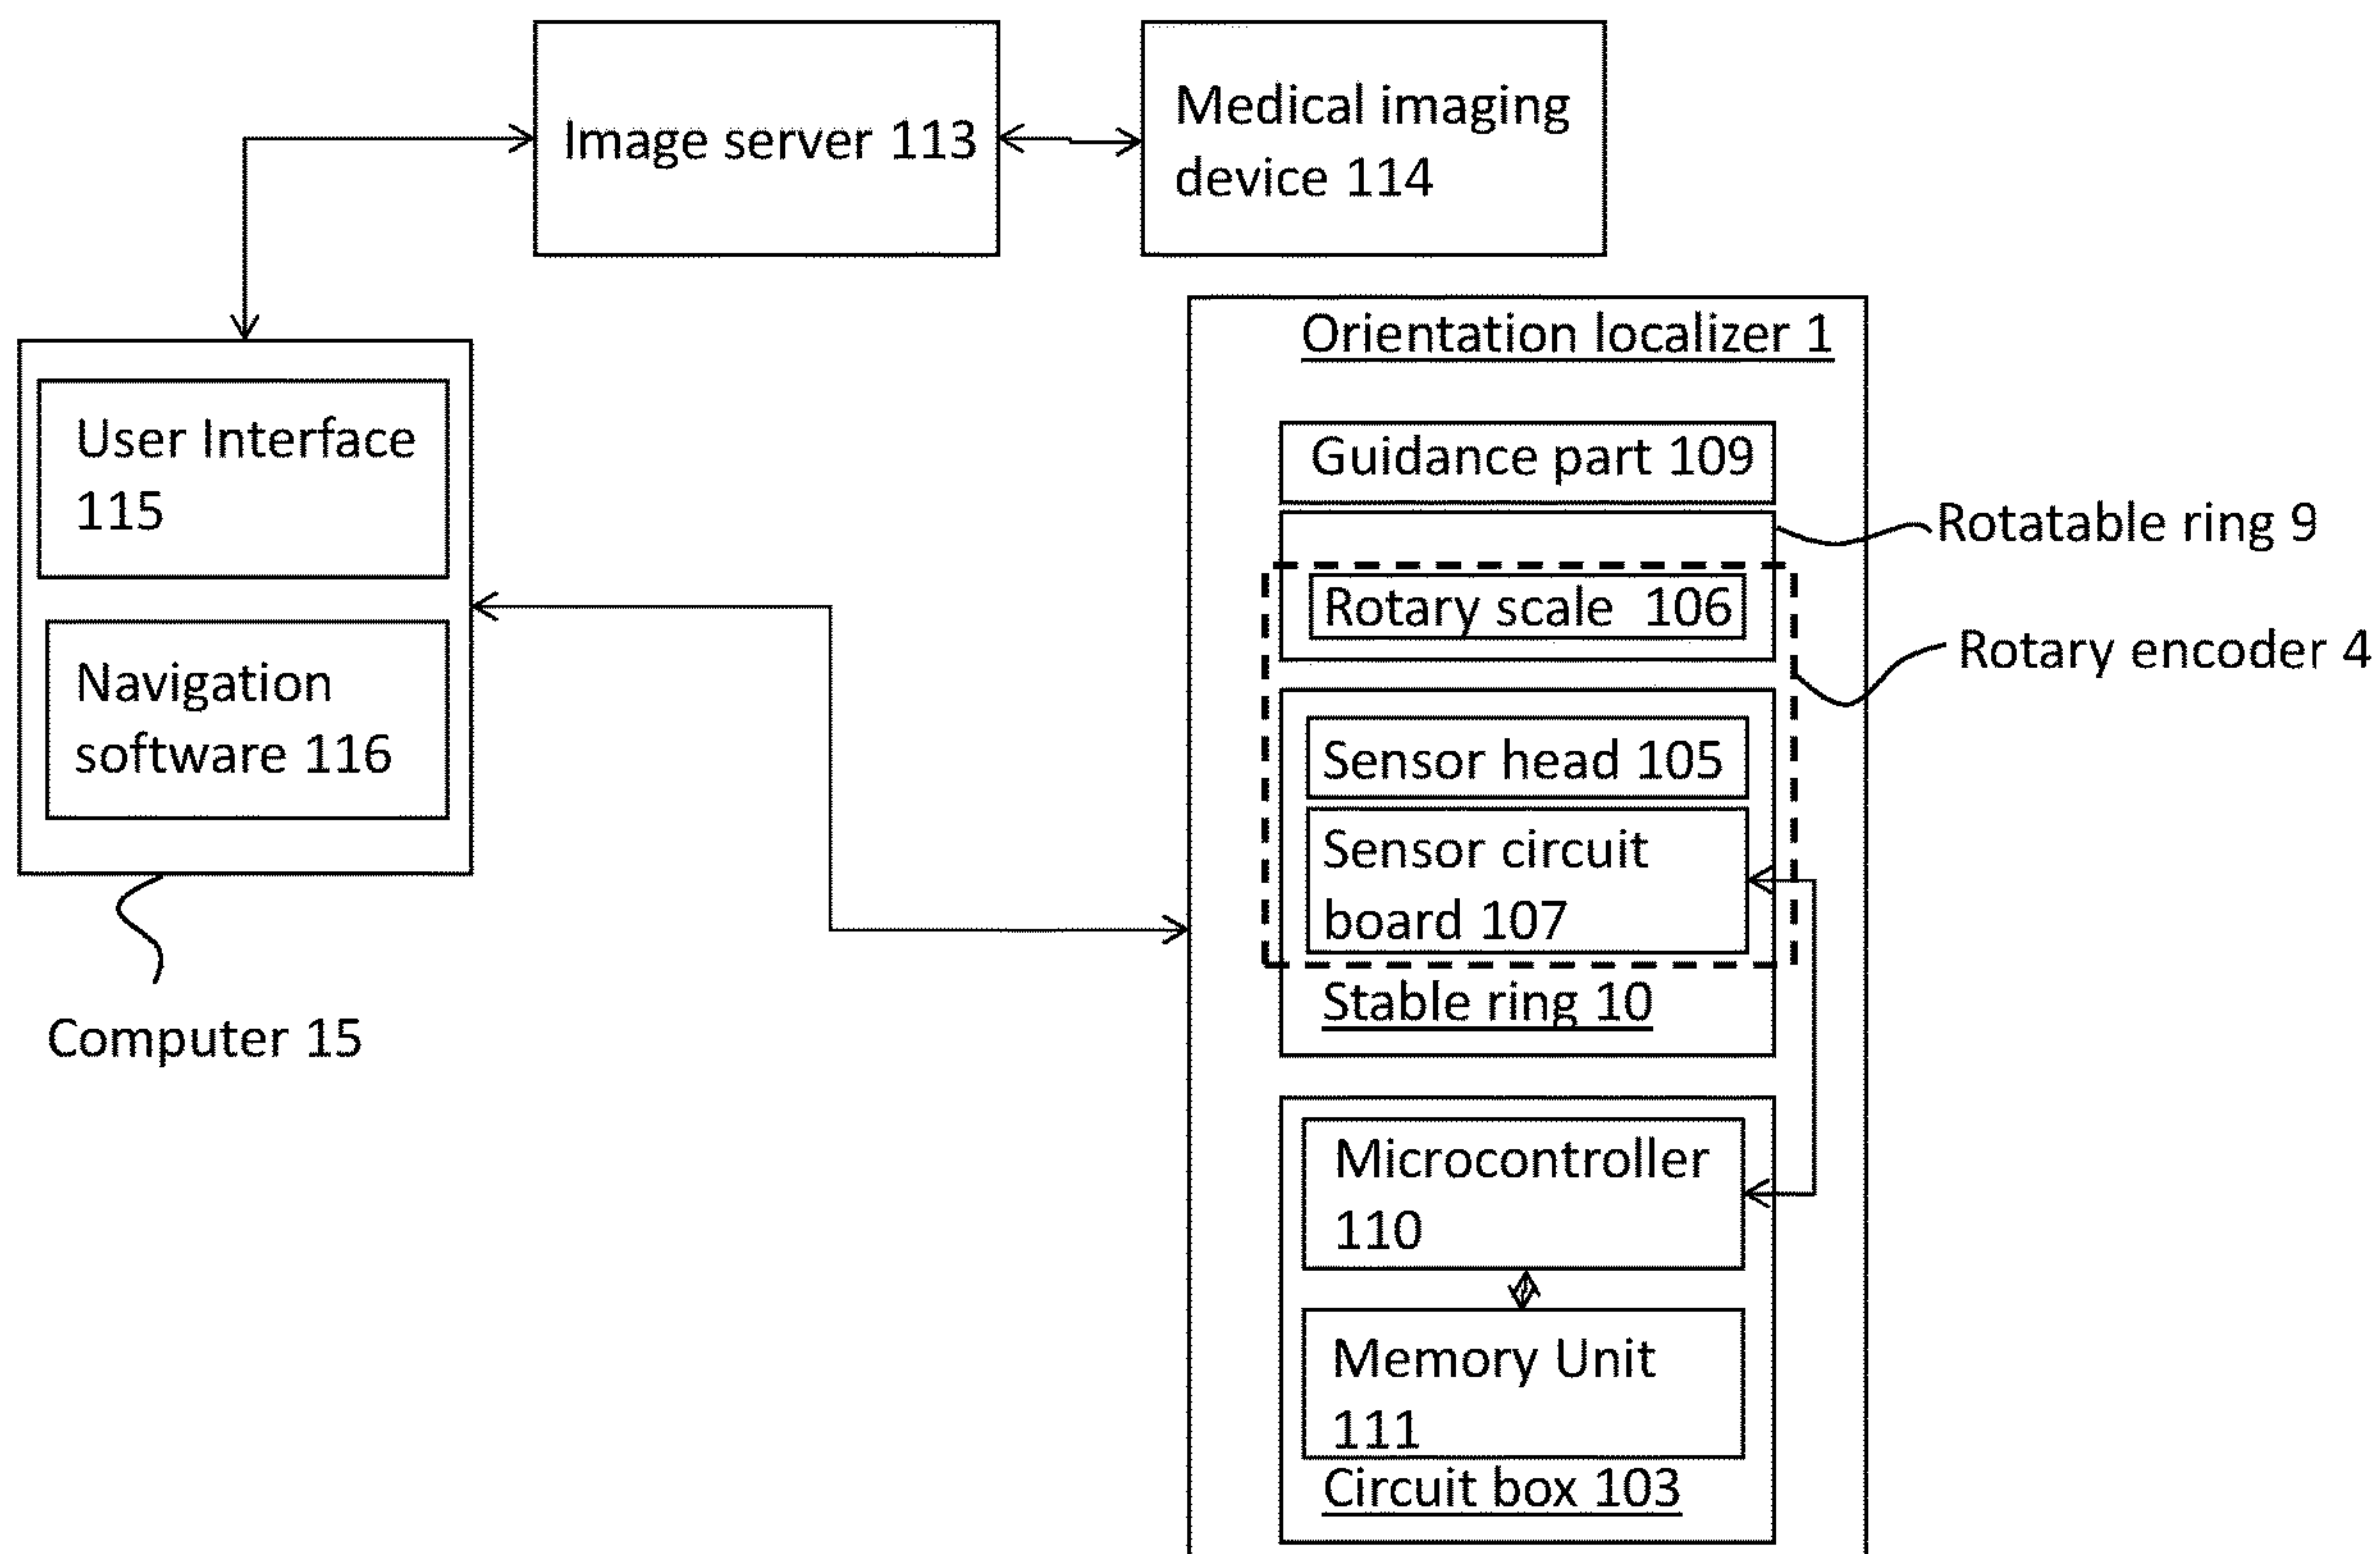 Image server 113
Medical imaging
device 114
User Interface
115
Navigation
software 116
Computer 15
Orientation localizer 1
Guidance part 109
Rotatable ring 9
Rotary scale 106
Rotary encoder 4
Sensor head 105
Sensor circuit
board 107
Stable ring 10
Microcontroller
110
Memory Unit
111
Circuit box 103